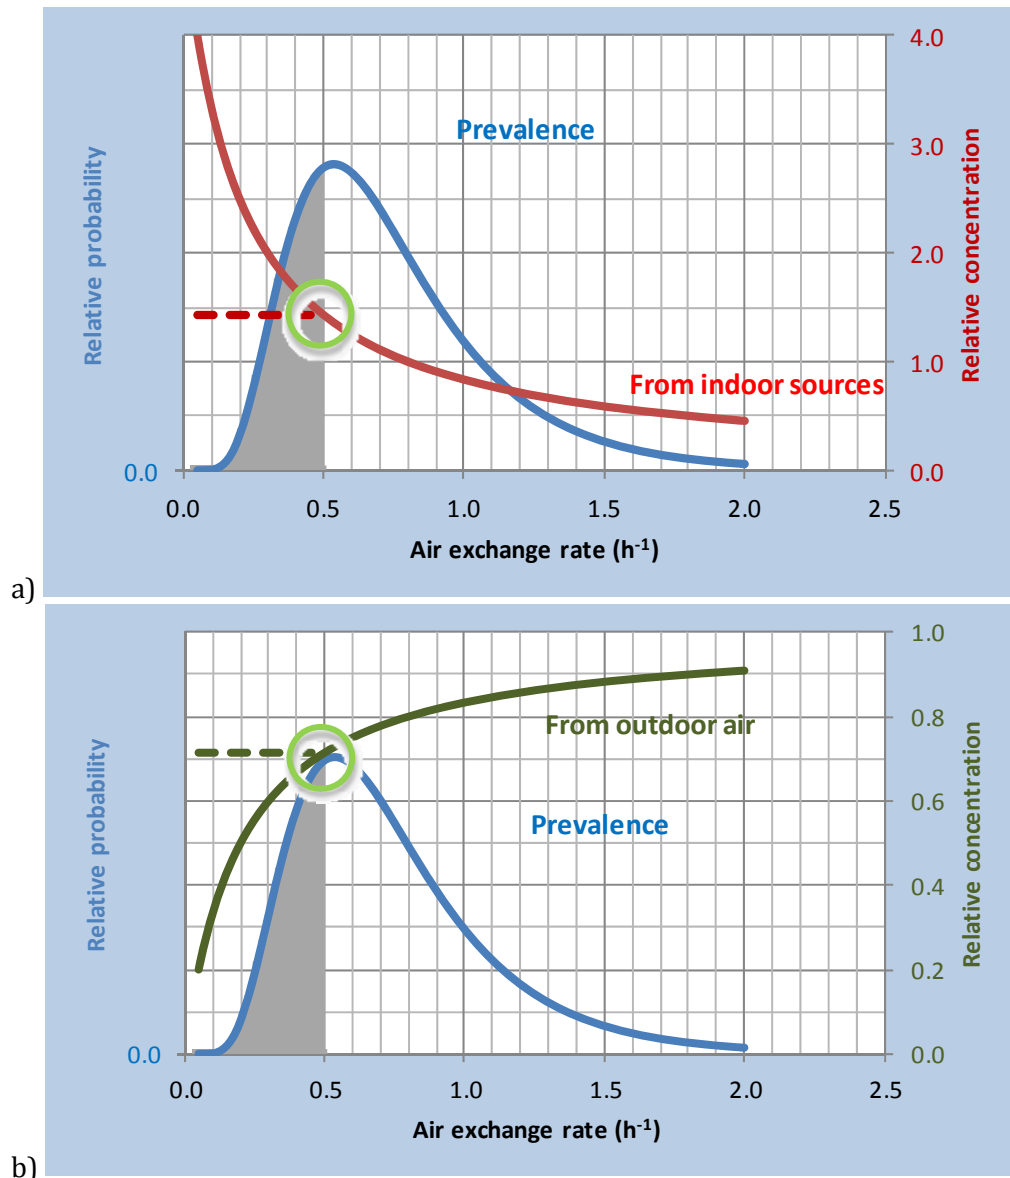 4.0
Prevalence
3.0
Relative probability
Relative concentration
2.0
1.0
From indoor sources
0.0
0.0
0.0 0.5 1.0 1.5 2.0 2.5
Air exchange rate (h-1)
a)
1.0
0.8
From outdoor air
Relative probability
0.6
Prevalence
Relative concentration
0.4
0.2
0.0
0.0
0.0 0.5 1.0 1.5 2.0 2.5
Air exchange rate (h-1)
b)